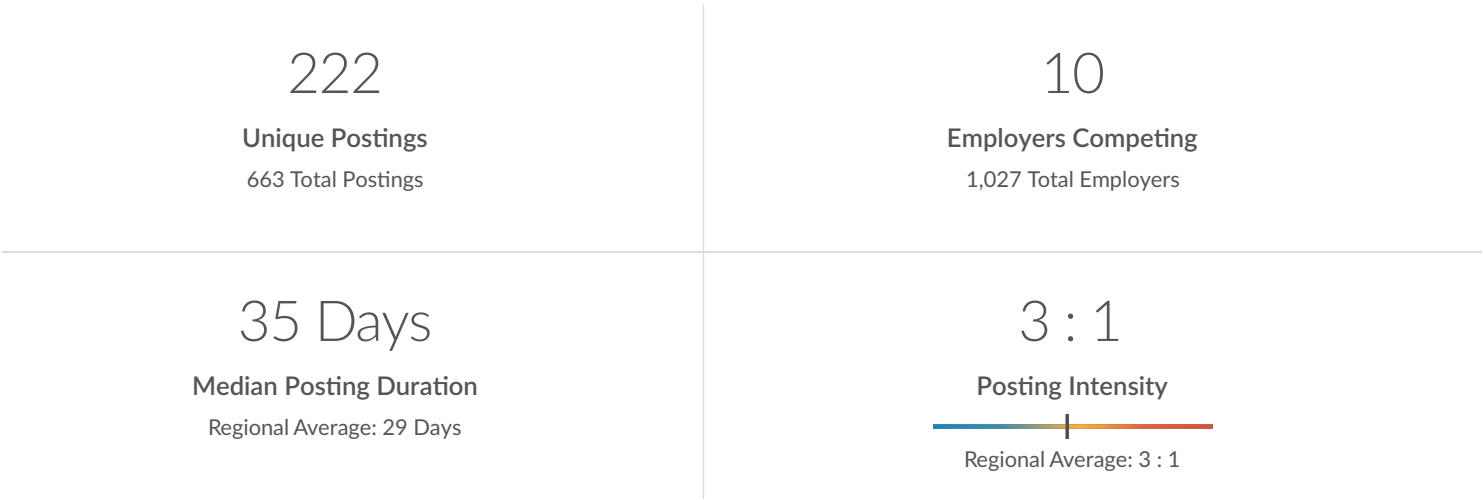 222
Unique Postings
663 Total Postings
10
Employers Competing
1,027 Total Employers
35 Days
Median Posting Duration
Regional Average: 29 Days
3 : 1
Posting Intensity
Regional Average: 3 : 1